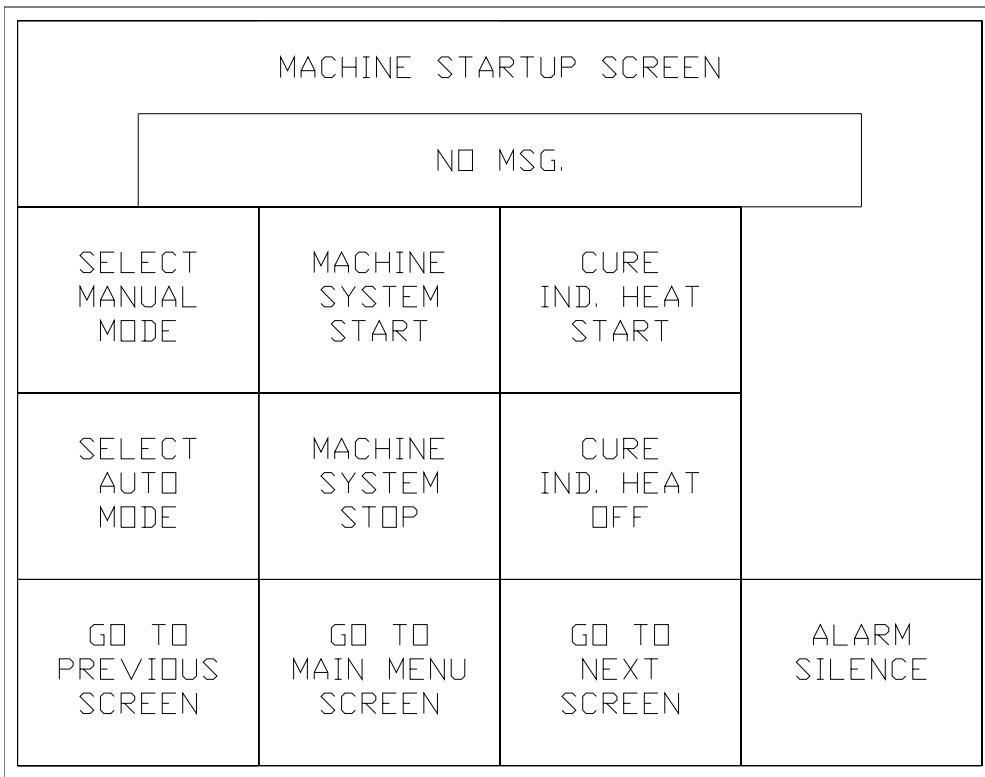 MACHINE STARTUP SCREEN
NO MSG.
SELECT
MANUAL
MODE
MACHINE
SYSTEM
START
CURE
IND. HEAT
START
SELECT
AUTO
MODE
MACHINE
SYSTEM
STOP
CURE
IND. HEAT
OFF
GO TO
PREVIOUS
SCREEN
GO TO
MAIN MENU
SCREEN
GO TO
NEXT
SCREEN
ALARM
SILENCE